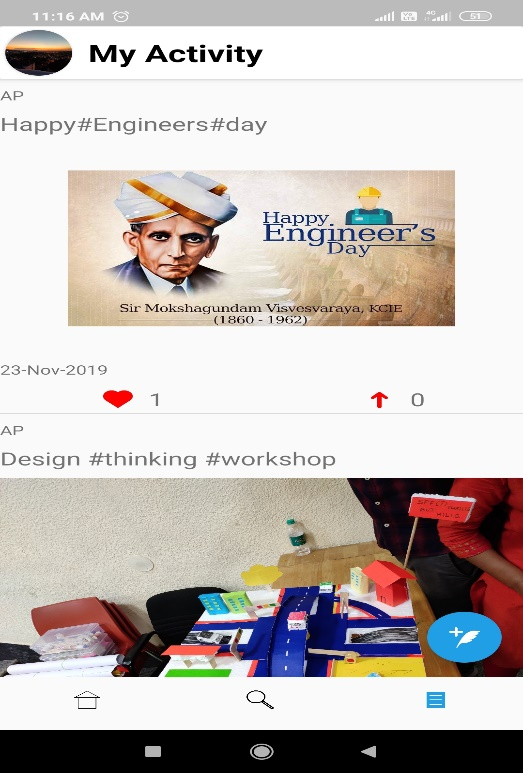 11:16 AM
4G
51
My Activity
AP
Happy#Engineers#day
Happy
Engineer's
Day
Sir Mokshagundam Visvesvaraya, KCIE
(1860 - 1962)
23-Nov-2019
1
0
AP
Design #thinking #workshop